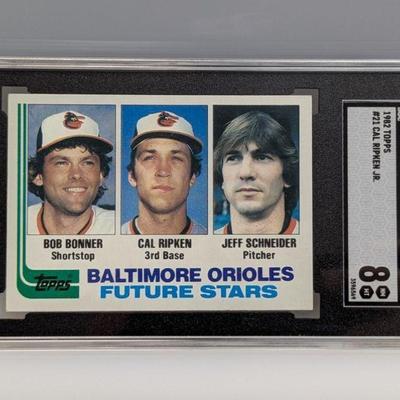 BOB BONNER
Shortstop
CAL RIPKEN
3rd Base
JEFF SCHNEIDER
Pitcher
TOPPS
BALTIMORE ORIOLES
FUTURE STARS
1982 TOPPS
#21 CAL RIPKEN JR.
8